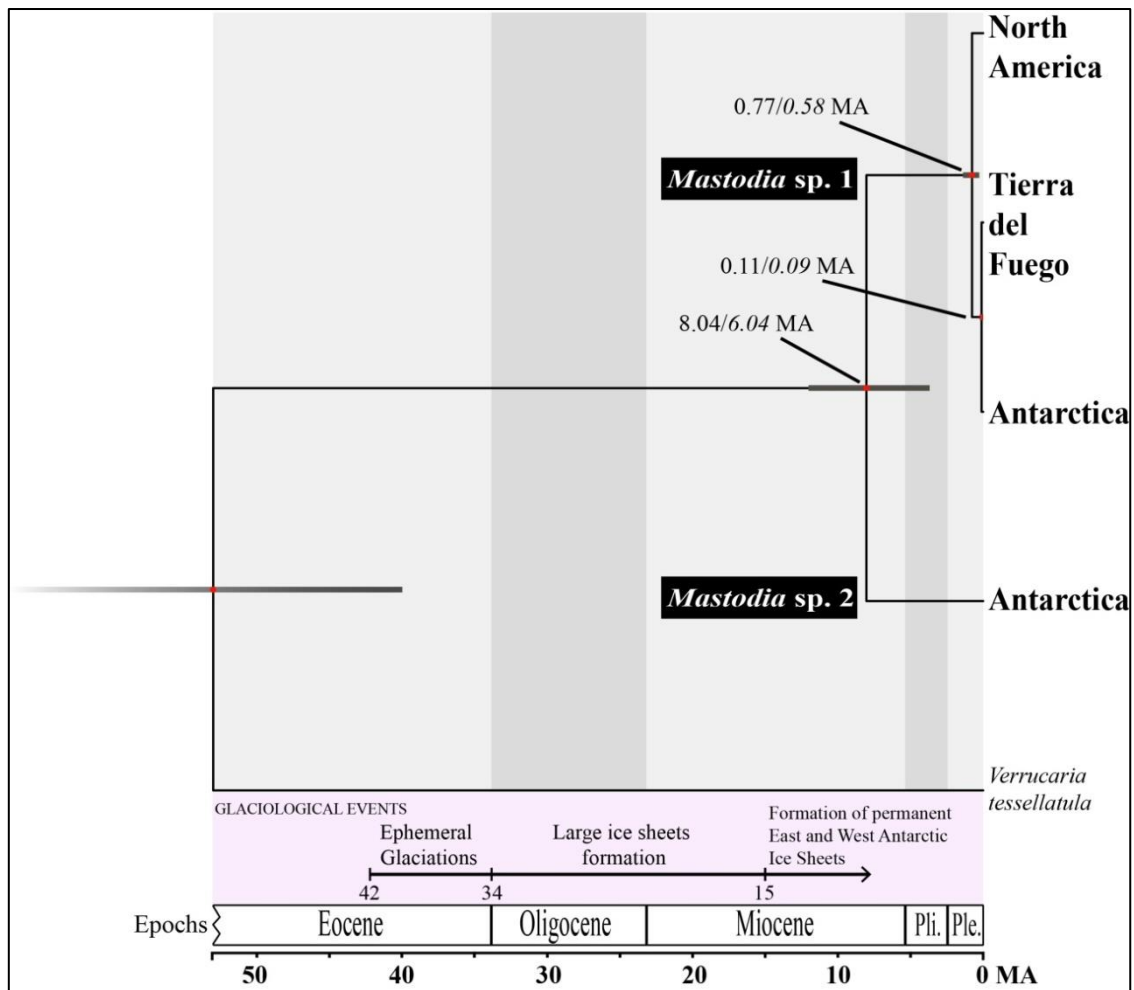 North
America
0.77/0.58 MA
Mastodia sp. 1
Tierra
del
Fuego
0.11/0.09 MA
8.04/6.04 MA
Antarctica
Mastodia sp. 2
Antarctica
Verrucaria
tessellatula
GLACIOLOGICAL EVENTS
Ephemeral
Glaciations
Large ice sheets
formation
Formation of permanent
East and West Antarctic
Ice Sheets
42 34 15
Epochs Eocene Oligocene Miocene Pli. Ple.
50 40 30 20 10 0 MA